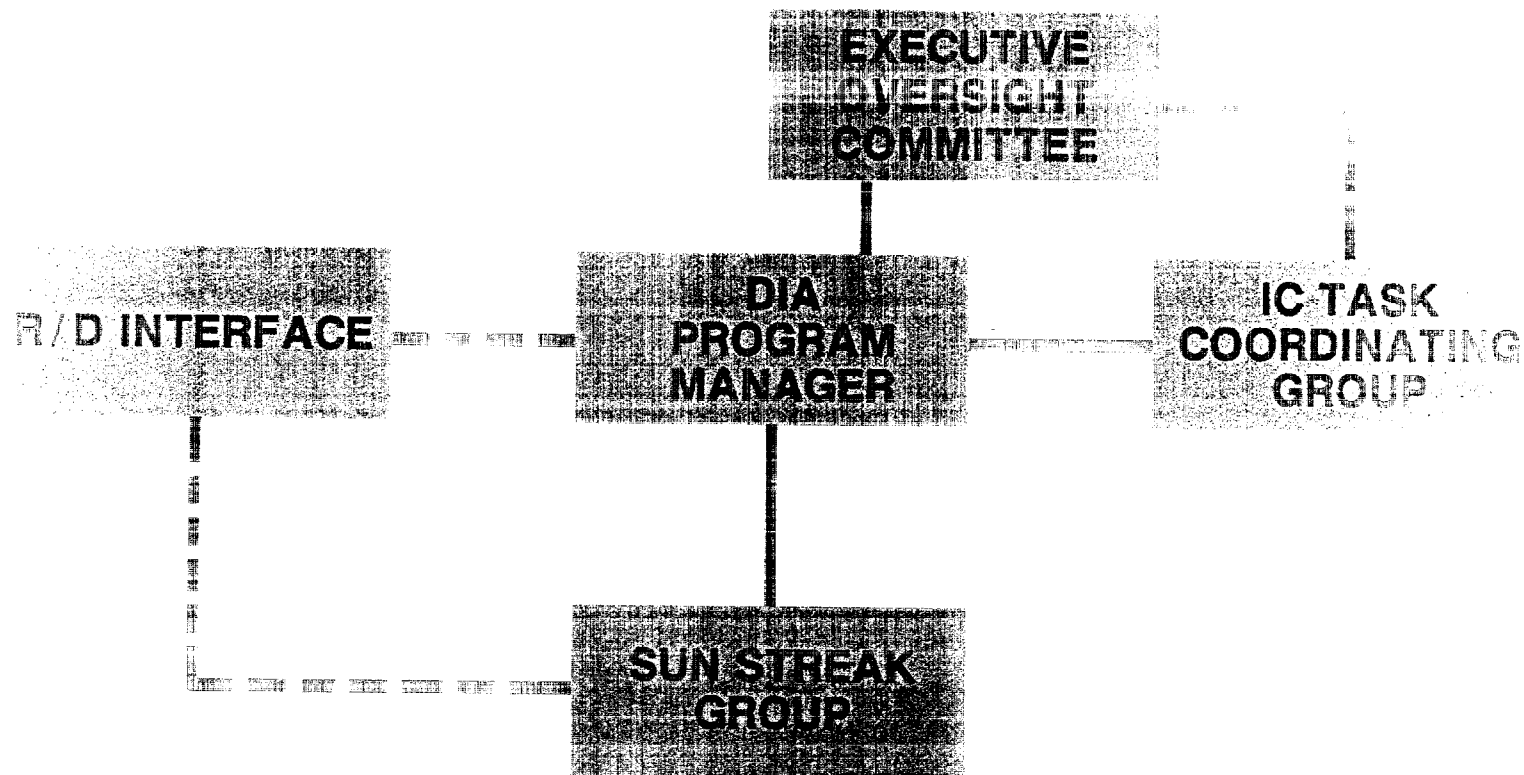 EXECUTIVE
OVERSIGHT
COMMITTEE
R/D INTERFACE
DIA
PROGRAM
MANAGER
IC TASK
COORDINATING
GROUP
SUN STREAK
GROUP